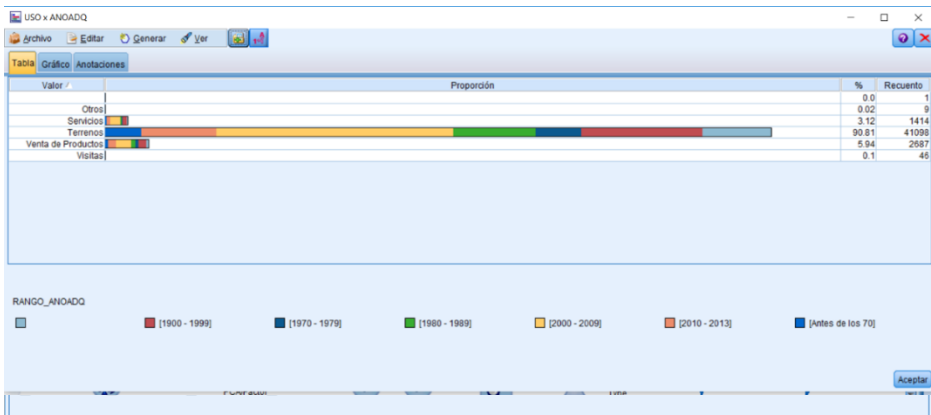 USO x ANOADQ
Archivo Editar Generar Ver
Tabla Gráfico Anotaciones
Valor Proporción % Recuento
0.0 1
Otros 0.02 9
Servicios 3.12 1414
Terrenos 90.81 41098
Venta de Productos 5.94 2687
Visitas 0.1 46
RANGO_ANOADQ
[1900 - 1999] [1970 - 1979] [1980 - 1989] [2000 - 2009] [2010 - 2013] [Antes de los 70]
Aceptar